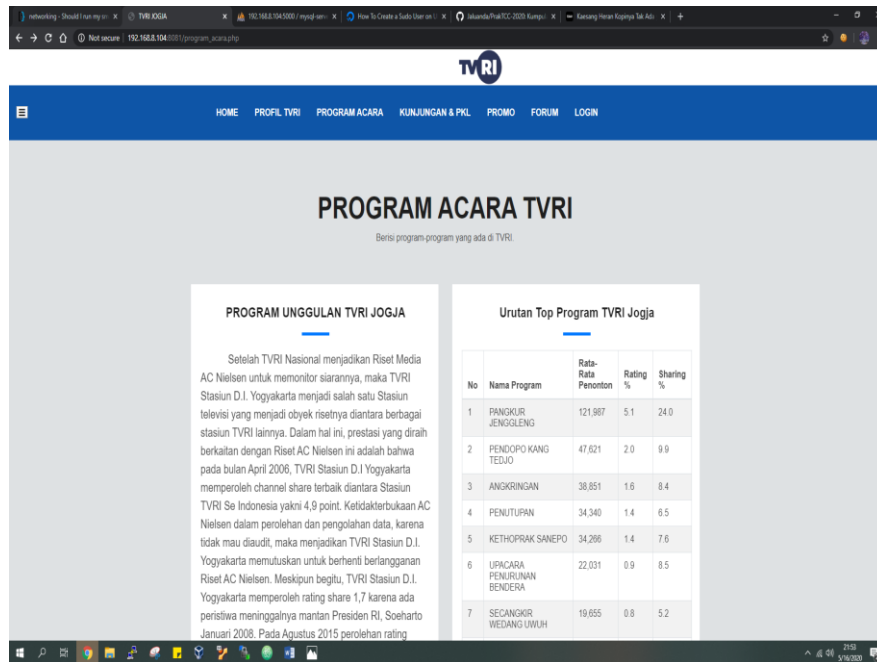 networking - Should I run my
TVRI JOGJA
192.168.8.104:5000 / mysql-serv
How To Create a Sudo User on
Jaluanda/PrakTCC-2020: Kumpul
Kaesang Heran Kopinya Tak Ada
Not secure | 192.168.8.104:8081/program_acara.php
TVRI
HOME PROFIL TVRI PROGRAM ACARA KUNJUNGAN & PKL PROMO FORUM LOGIN
PROGRAM ACARA TVRI
Berisi program-program yang ada di TVRI.
PROGRAM UNGGULAN TVRI JOGJA
Setelah TVRI Nasional menjadikan Riset Media
AC Nielsen untuk memonitor siarannya, maka TVRI
Stasiun D.I. Yogyakarta menjadi salah satu Stasiun
televisi yang menjadi obyek risetnya diantara berbagai
stasiun TVRI lainnya. Dalam hal ini, prestasi yang diraih
berkaitan dengan Riset AC Nielsen ini adalah bahwa
pada bulan April 2006, TVRI Stasiun D.I Yogyakarta
memperoleh channel share terbaik diantara Stasiun
TVRI Se Indonesia yakni 4,9 point. Ketidakterbukaan AC
Nielsen dalam perolehan dan pengolahan data, karena
tidak mau diaudit, maka menjadikan TVRI Stasiun D.I.
Yogyakarta memutuskan untuk berhenti berlangganan
Riset AC Nielsen. Meskipun begitu, TVRI Stasiun D.I.
Yogyakarta memperoleh rating share 1,7 karena ada
peristiwa meninggalnya mantan Presiden RI, Soeharto
Januari 2008. Pada Agustus 2015 perolehan rating
Urutan Top Program TVRI Jogja
No Nama Program Rata-Rata Penonton Rating % Sharing %
1 PANGKUR JENGGLENG 121,987 5.1 24.0
2 PENDOPO KANG TEDJO 47,621 2.0 9.9
3 ANGKRINGAN 38,851 1.6 8.4
4 PENUTUPAN 34,340 1.4 6.5
5 KETHOPRAK SANEPO 34,266 1.4 7.6
6 UPACARA PENURUNAN BENDERA 22,031 0.9 8.5
7 SECANGKIR WEDANG UWUH 19,655 0.8 5.2
21:53
5/16/2020